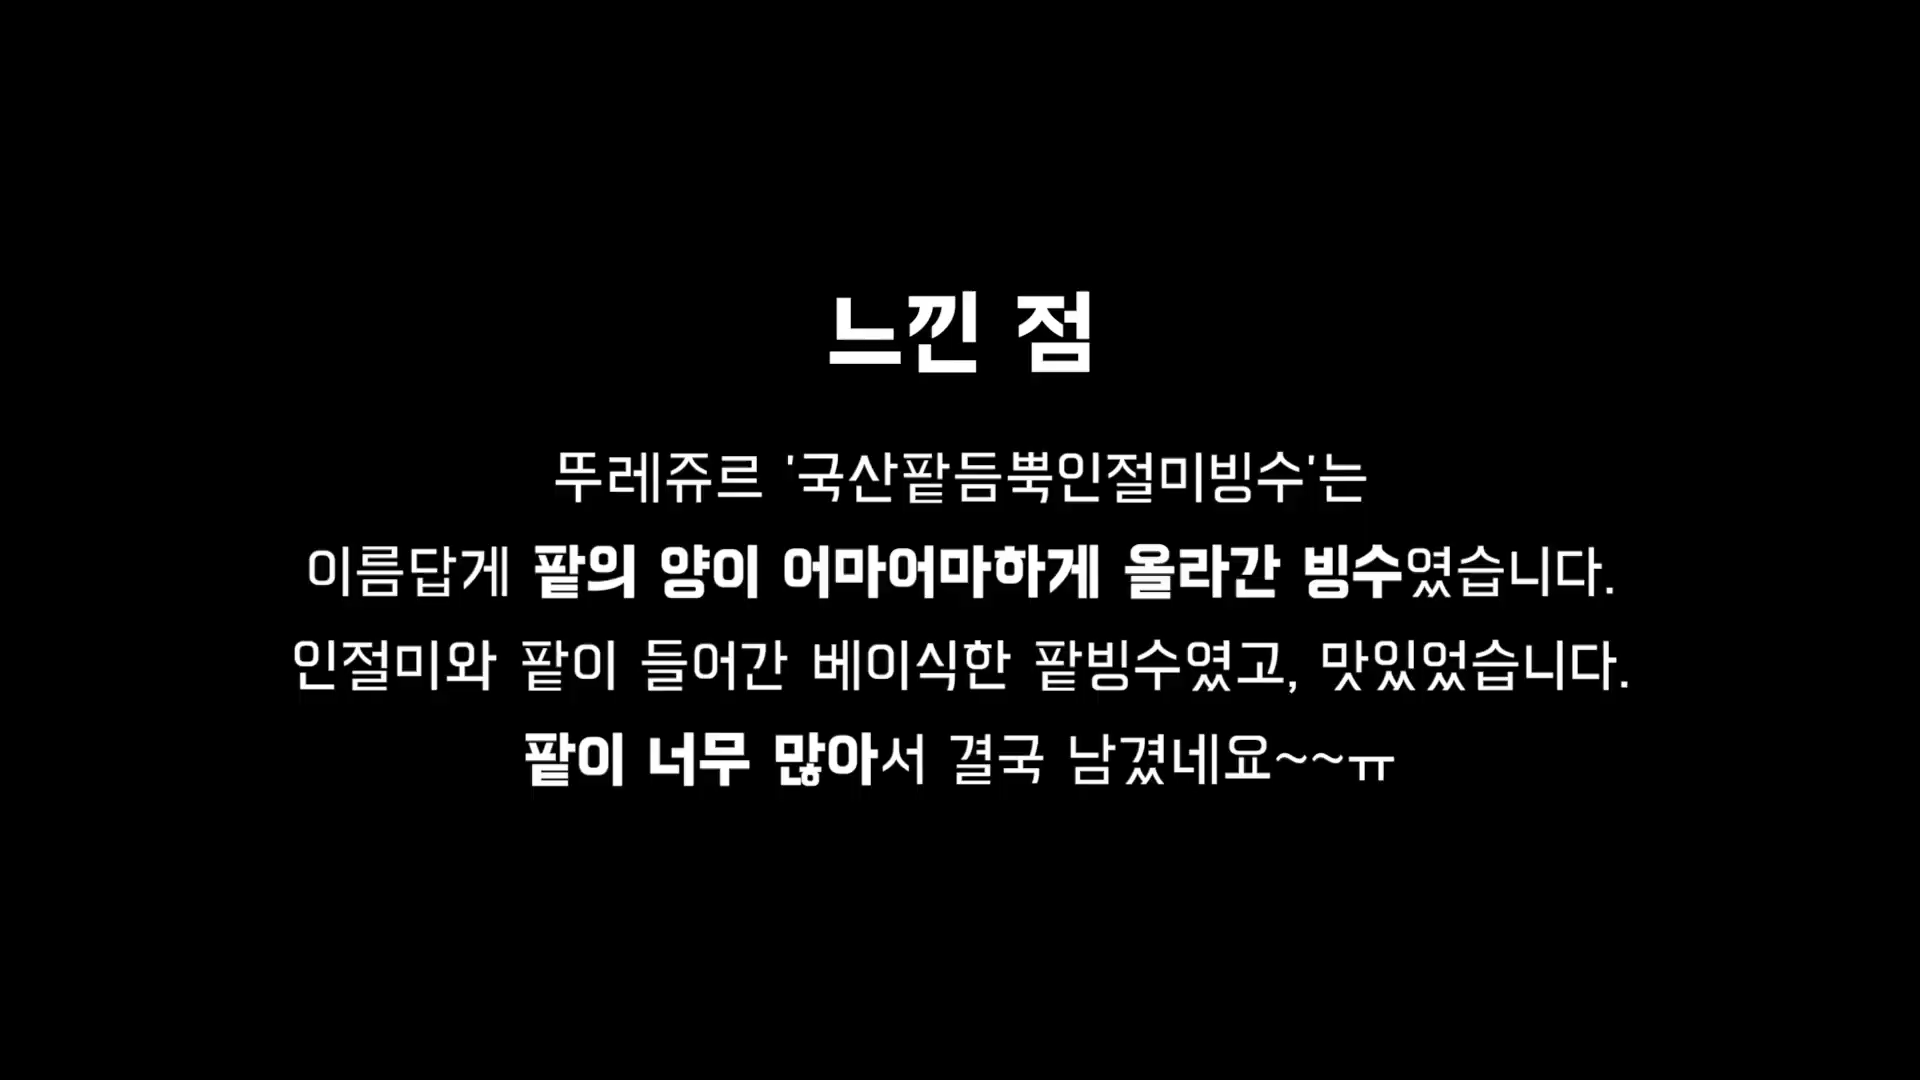 느낀 점
뚜레쥬르 '국산팥듬뿍인절미빙수'는
이름답게 팥의 양이 어마어마하게 올라간 빙수였습니다.
인절미와 팥이 들어간 베이식한 팥빙수였고, 맛있었습니다.
팥이 너무 많아서 결국 남겼네요~~ㅠ